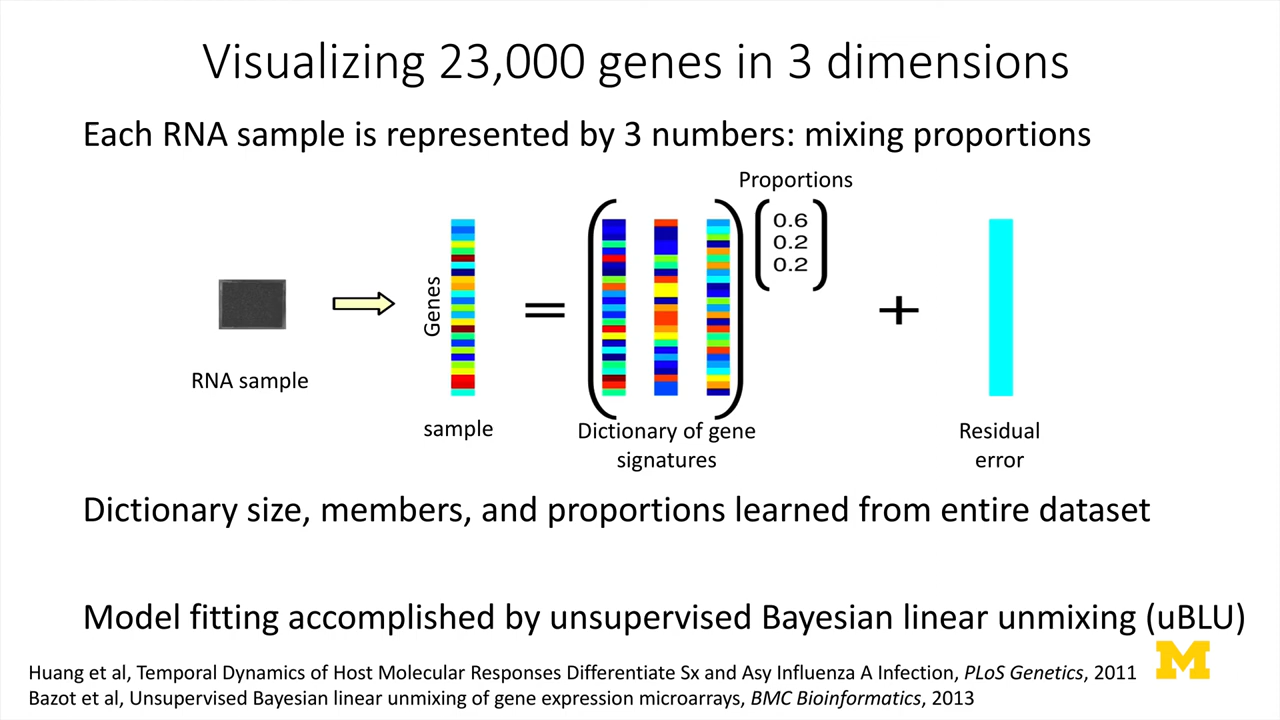 Visualizing 23,000 genes in 3 dimensions
Each RNA sample is represented by 3 numbers: mixing proportions
Proportions
0.6
0.2
0.2
Genes
=
+
RNA sample
sample
Dictionary of gene
signatures
Residual
error
Dictionary size, members, and proportions learned from entire dataset
Model fitting accomplished by unsupervised Bayesian linear unmixing (uBLU)
M
Huang et al, Temporal Dynamics of Host Molecular Responses Differentiate Sx and Asy Influenza A Infection, PLoS Genetics, 2011
Bazot et al, Unsupervised Bayesian linear unmixing of gene expression microarrays, BMC Bioinformatics, 2013